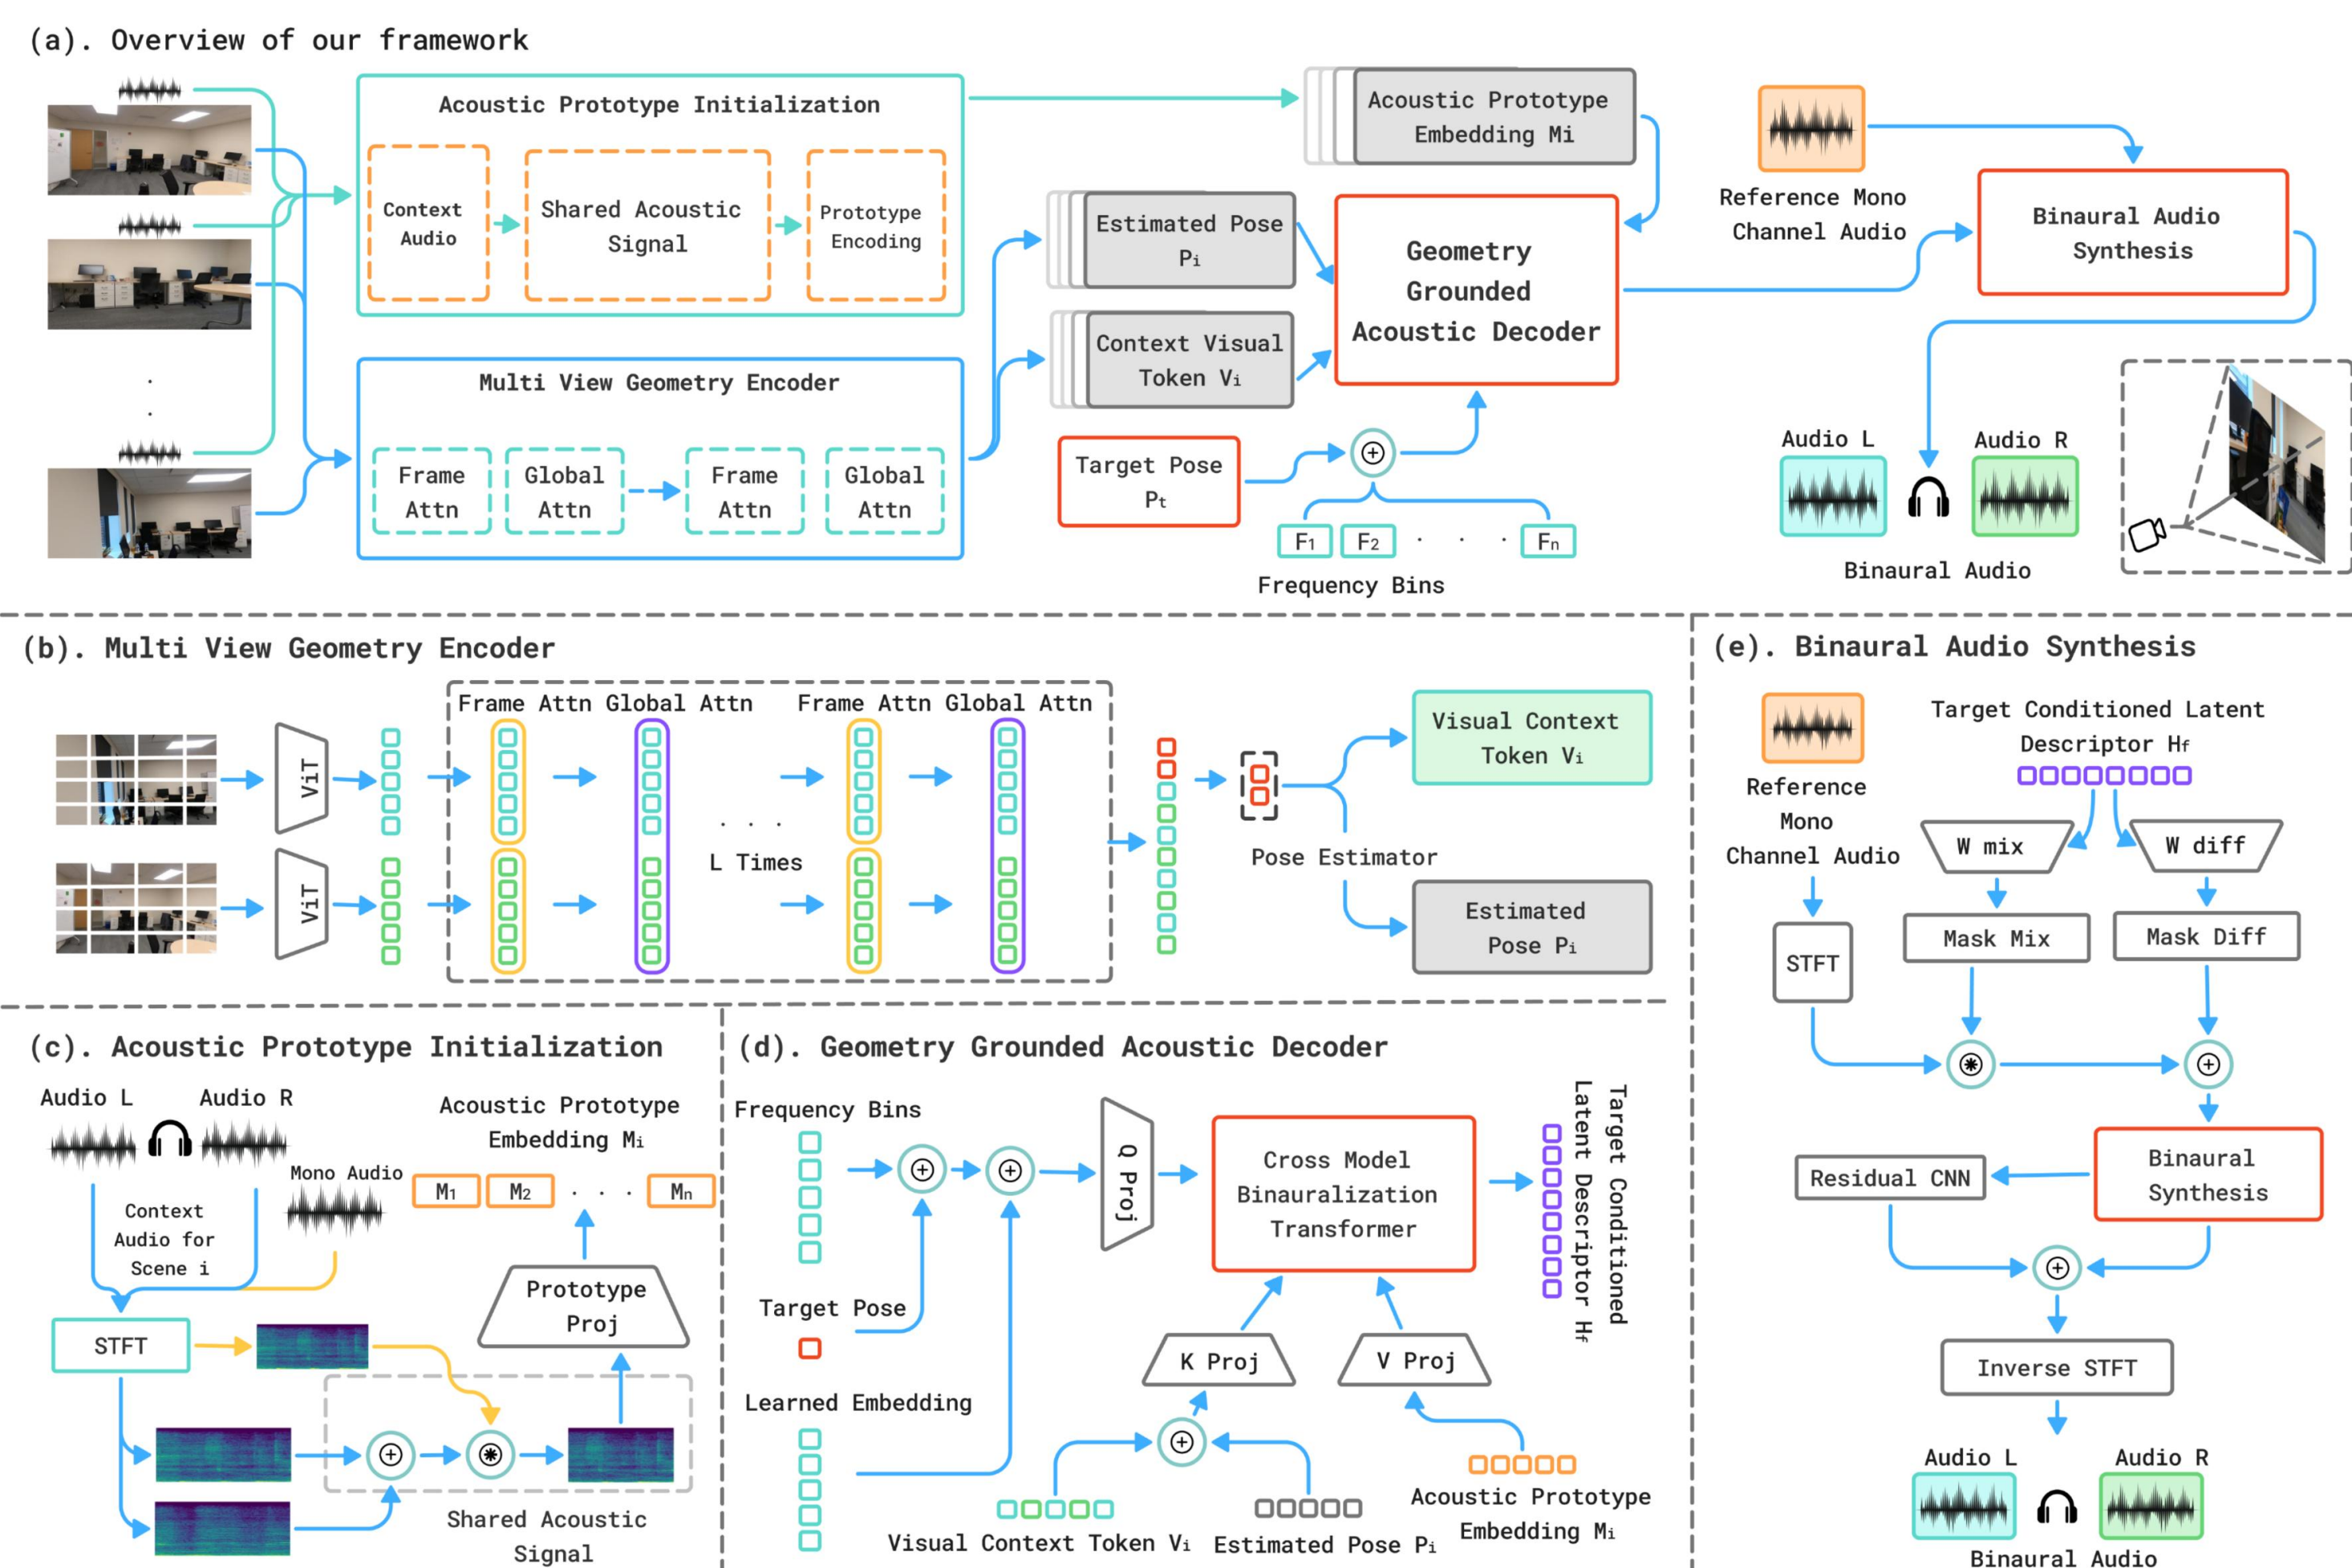 (a). Overview of our framework
Acoustic Prototype Initialization
Context
Audio
Shared Acoustic
Signal
Prototype
Encoding
Multi View Geometry Encoder
Frame
Attn
Global
Attn
Frame
Attn
Global
Attn
Acoustic Prototype
Embedding Mi
Estimated Pose
Pi
Context Visual
Token Vi
Target Pose
Pt
Geometry
Grounded
Acoustic Decoder
F1 F2 . . . Fn
Frequency Bins
Reference Mono
Channel Audio
Binaural Audio
Synthesis
Audio L
Audio R
Binaural Audio
(b). Multi View Geometry Encoder
ViT
ViT
Frame Attn Global Attn
Frame Attn Global Attn
. . .
L Times
Pose Estimator
Visual Context
Token Vi
Estimated
Pose Pi
(c). Acoustic Prototype Initialization
Audio L
Audio R
Mono Audio
Context
Audio for
Scene i
STFT
Acoustic Prototype
Embedding Mi
M1 M2 . . . Mn
Prototype
Proj
Shared Acoustic
Signal
(d). Geometry Grounded Acoustic Decoder
Frequency Bins
Target Pose
Learned Embedding
Q Proj
Cross Model
Binauralization
Transformer
K Proj
V Proj
Visual Context Token Vi
Estimated Pose Pi
Acoustic Prototype
Embedding Mi
Target Conditioned
Latent Descriptor Hf
(e). Binaural Audio Synthesis
Reference
Mono
Channel Audio
Target Conditioned Latent
Descriptor Hf
W mix
W diff
STFT
Mask Mix
Mask Diff
Residual CNN
Binaural
Synthesis
Inverse STFT
Audio L
Audio R
Binaural Audio